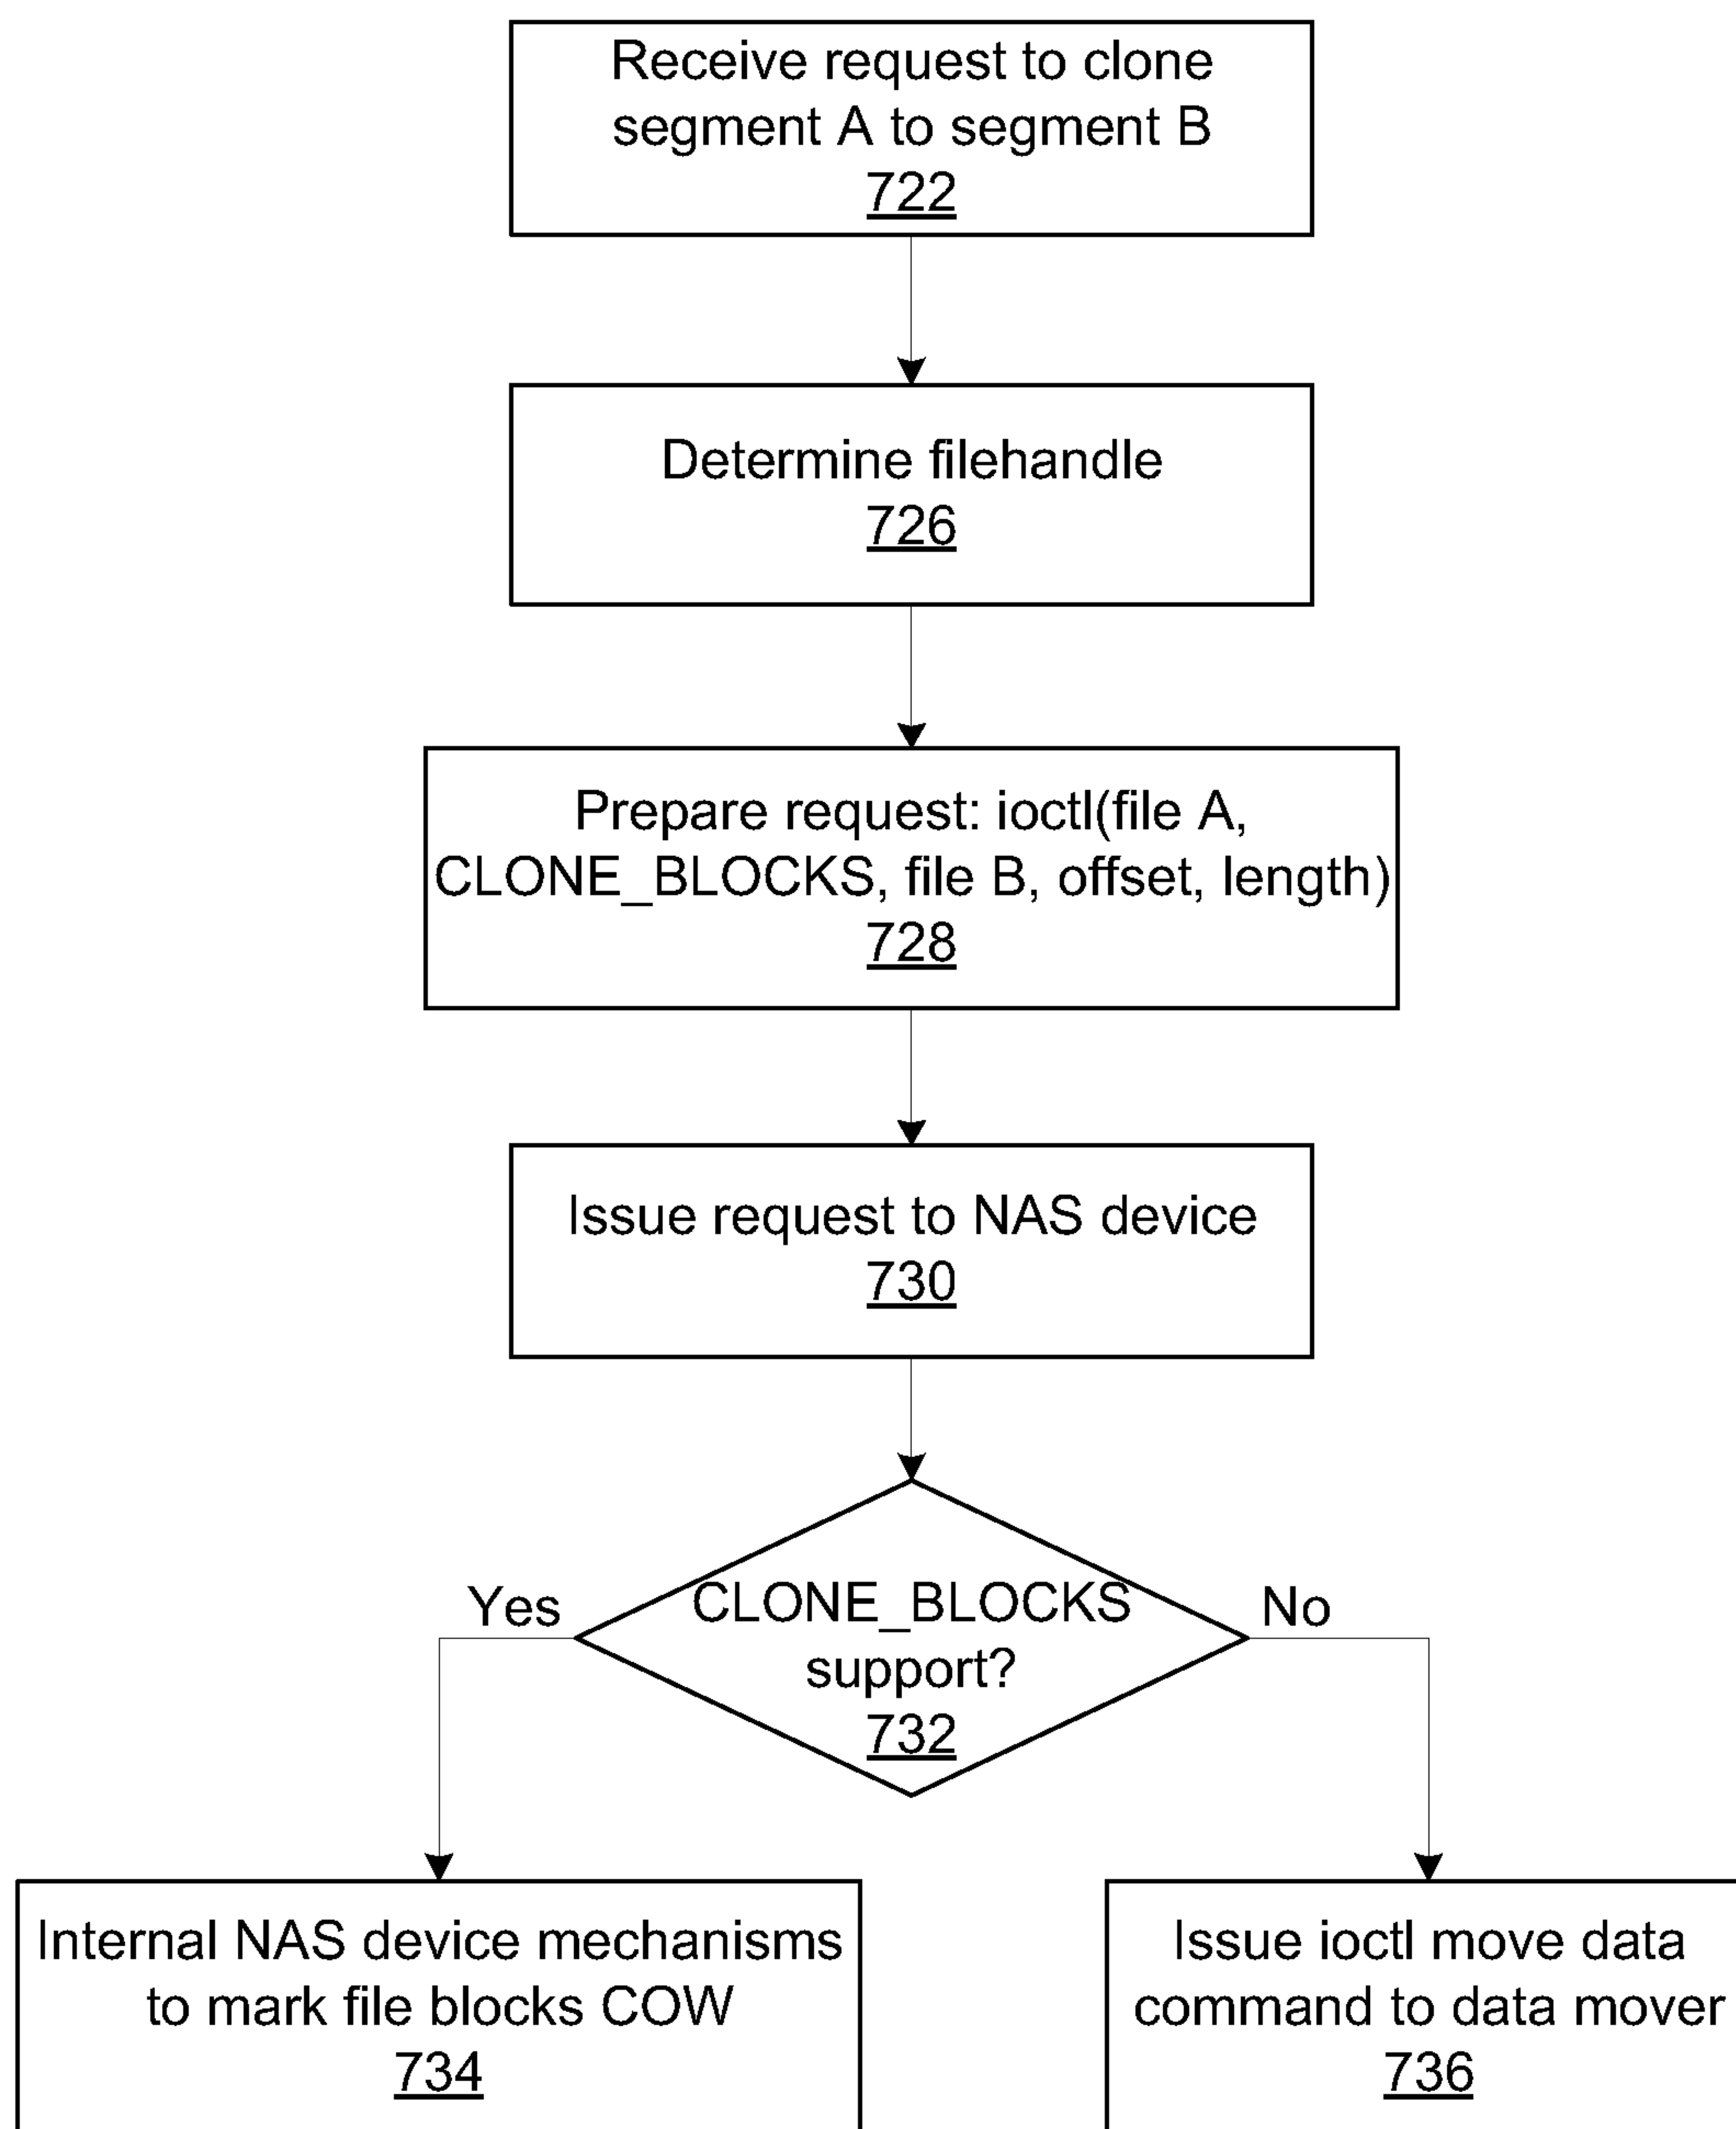 Receive request to clone
segment A to segment B
722
Determine filehandle
726
Prepare request: ioctl(file A,
CLONE_BLOCKS, file B, offset, length)
728
Issue request to NAS device
730
Yes
CLONE_BLOCKS
No
support?
732
Internal NAS device mechanisms
to mark file blocks COW
734
Issue ioctl move data
command to data mover
736